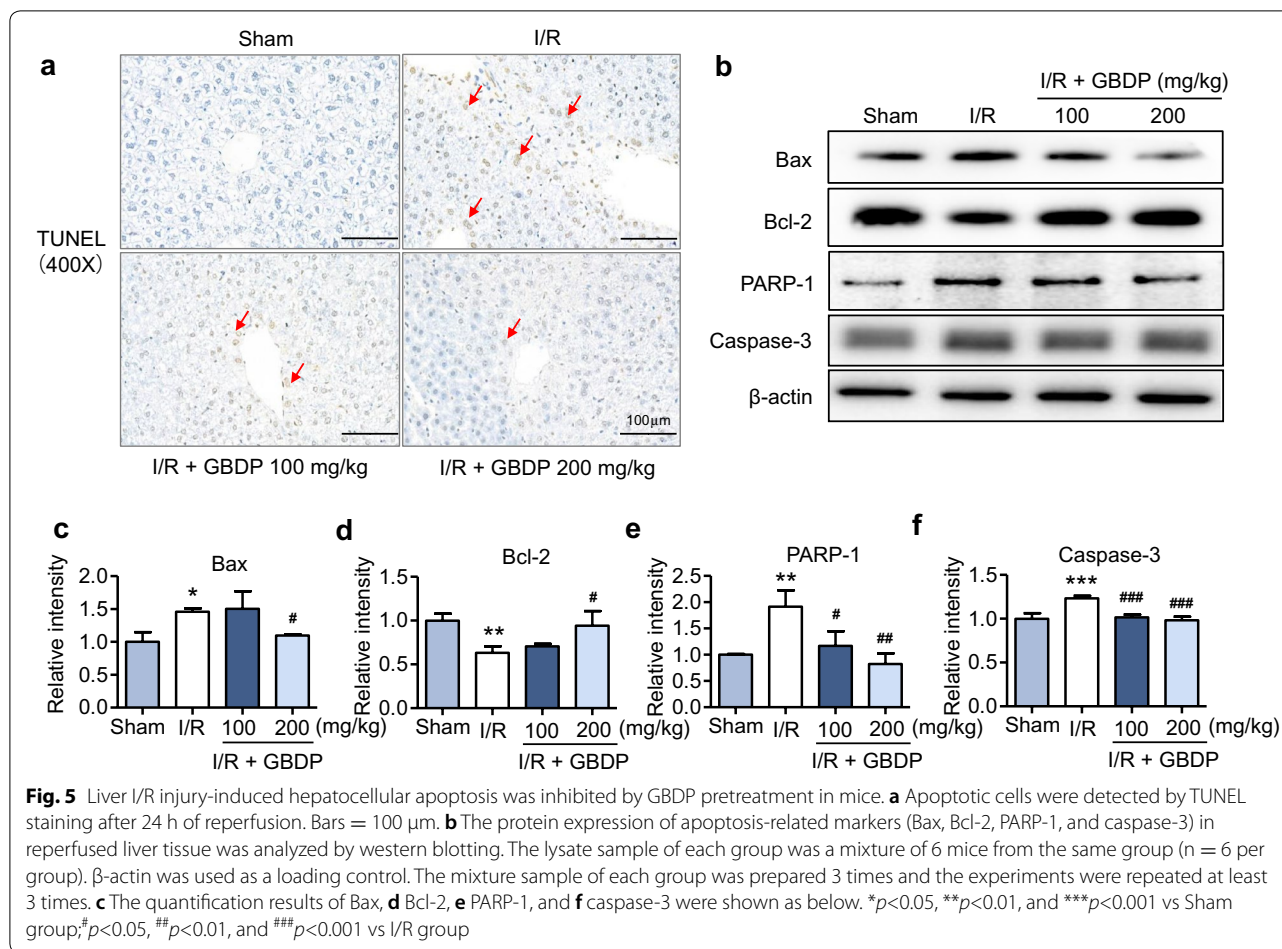 Sham
I/R
a
TUNEL
(400X)
100μm
I/R + GBDP 100 mg/kg
I/R + GBDP 200 mg/kg
b
I/R + GBDP (mg/kg)
Sham I/R 100 200
Bax
Bcl-2
PARP-1
Caspase-3
β-actin
c
Bax
Relative intensity
2.0
1.5
1.0
0.5
0.0
*
#
Sham I/R 100 200 (mg/kg)
I/R + GBDP
d
Bcl-2
Relative intensity
1.5
1.0
0.5
0.0
**
#
Sham I/R 100 200 (mg/kg)
I/R + GBDP
e
PARP-1
Relative intensity
2.5
2.0
1.5
1.0
0.5
0.0
**
#
##
Sham I/R 100 200 (mg/kg)
I/R + GBDP
f
Caspase-3
Relative intensity
1.5
1.0
0.5
0.0
***
###
###
Sham I/R 100 200 (mg/kg)
I/R + GBDP
Fig. 5 Liver I/R injury-induced hepatocellular apoptosis was inhibited by GBDP pretreatment in mice. a Apoptotic cells were detected by TUNEL
staining after 24 h of reperfusion. Bars = 100 μm. b The protein expression of apoptosis-related markers (Bax, Bcl-2, PARP-1, and caspase-3) in
reperfused liver tissue was analyzed by western blotting. The lysate sample of each group was a mixture of 6 mice from the same group (n = 6 per
group). β-actin was used as a loading control. The mixture sample of each group was prepared 3 times and the experiments were repeated at least
3 times. c The quantification results of Bax, d Bcl-2, e PARP-1, and f caspase-3 were shown as below. *p<0.05, **p<0.01, and ***p<0.001 vs Sham
group;#p<0.05, ##p<0.01, and ###p<0.001 vs I/R group